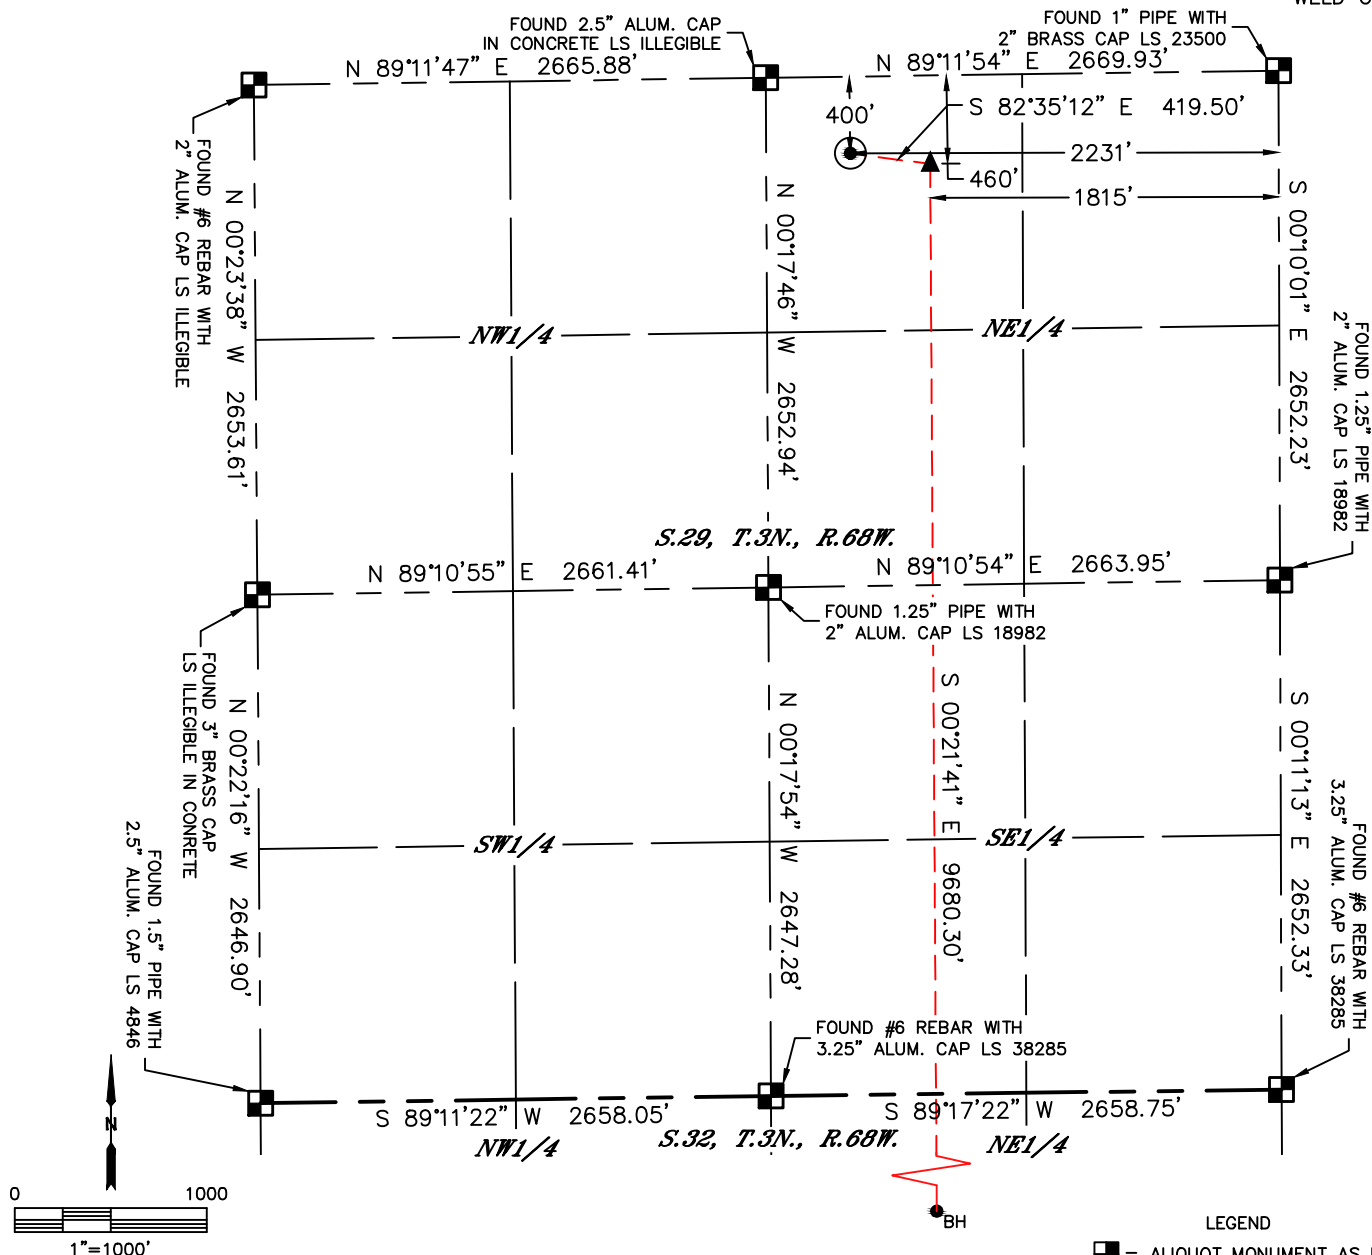 FOUND 2.5" ALUM. CAP
IN CONCRETE LS ILLEGIBLE
FOUND 1" PIPE WITH
2" BRASS CAP LS 23500
N 89°11'47" E 2665.88'
N 89°11'54" E 2669.93'
400'
S 82°35'12" E 419.50'
2231'
460'
1815'
FOUND #6 REBAR WITH
2" ALUM. CAP LS ILLEGIBLE
N 00°23'38" W 2653.61'
N 00°17'46" W 2652.94'
S 00°10'01" E 2652.23'
FOUND 1.25" PIPE WITH
2" ALUM. CAP LS 18982
NW1/4
NE1/4
S.29, T.3N., R.68W.
N 89°10'55" E 2661.41'
N 89°10'54" E 2663.95'
FOUND 1.25" PIPE WITH
2" ALUM. CAP LS 18982
FOUND 3" BRASS CAP
LS ILLEGIBLE IN CONRETE
N 00°22'16" W 2646.90'
N 00°17'54" W 2647.28'
S 00°21'41" E 9680.30'
S 00°11'13" E 2652.33'
SW1/4
SE1/4
FOUND 1.5" PIPE WITH
2.5" ALUM. CAP LS 4846
FOUND #6 REBAR WITH
3.25" ALUM. CAP LS 38285
FOUND #6 REBAR WITH
3.25" ALUM. CAP LS 38285
S 89°11'22" W 2658.05'
S 89°17'22" W 2658.75'
S.32, T.3N., R.68W.
NW1/4
NE1/4
N
0 1000
1"=1000'
BH
LEGEND
= ALIQUOT MONUMENT AS